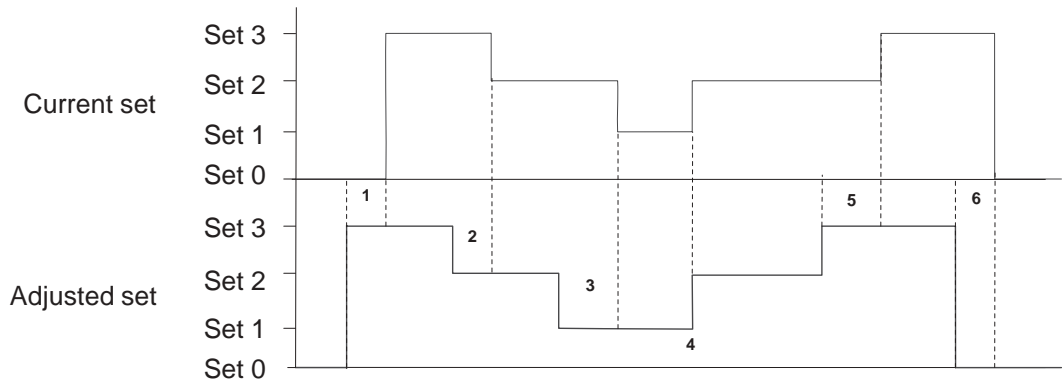 Set 3
Set 2
Current set
Set 1
Set 0
1
5
6
Set 3
2
Set 2
3
Adjusted set
Set 1
4
Set 0